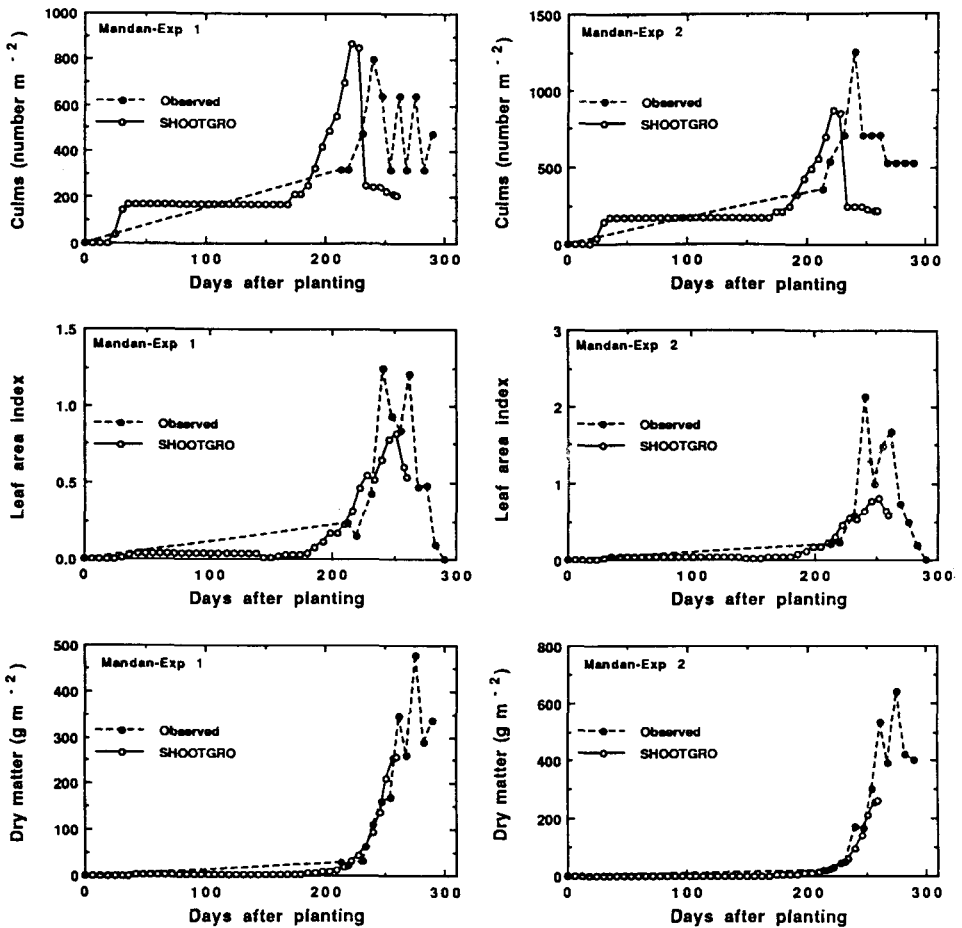 Mandan-Exp 1
Culms (number m⁻²)
1000
800
600
400
200
0
Observed
SHOOTGRO
0
100
200
300
Days after planting
Mandan-Exp 2
Culms (number m⁻²)
1500
1000
500
0
Observed
SHOOTGRO
0
100
200
300
Days after planting
Mandan-Exp 1
Leaf area index
1.5
1.0
0.5
0.0
Observed
SHOOTGRO
0
100
200
300
Days after planting
Mandan-Exp 2
Leaf area index
3
2
1
0
Observed
SHOOTGRO
0
100
200
300
Days after planting
Mandan-Exp 1
Dry matter (g m⁻²)
500
400
300
200
100
0
Observed
SHOOTGRO
0
100
200
300
Days after planting
Mandan-Exp 2
Dry matter (g m⁻²)
800
600
400
200
0
Observed
SHOOTGRO
0
100
200
300
Days after planting